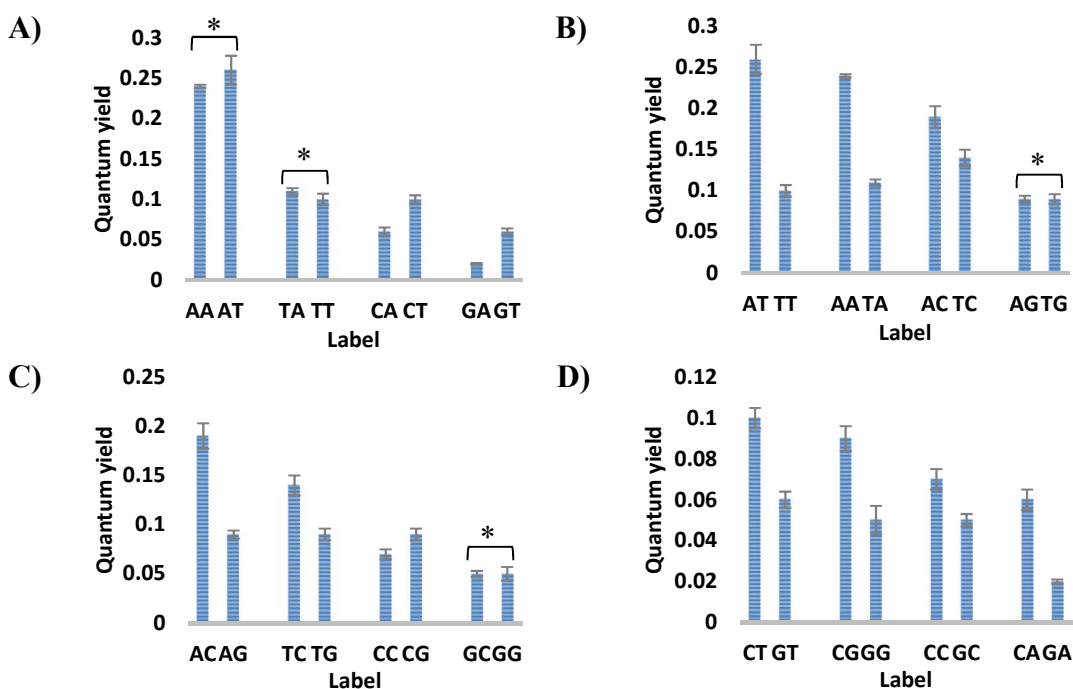 A)
*
*
0.3
0.25
0.2
0.15
0.1
0.05
0
Quantum yield
AA AT TA TT CA CT GA GT
Label
B)
*
0.3
0.25
0.2
0.15
0.1
0.05
0
Quantum yield
AT TT AA TA AC TC AG TG
Label
C)
*
0.25
0.2
0.15
0.1
0.05
0
Quantum yield
AC AG TC TG CC CG GC GG
Label
D)
0.12
0.1
0.08
0.06
0.04
0.02
0
Quantum yield
CT GT CG GG CC GC CA GA
Label